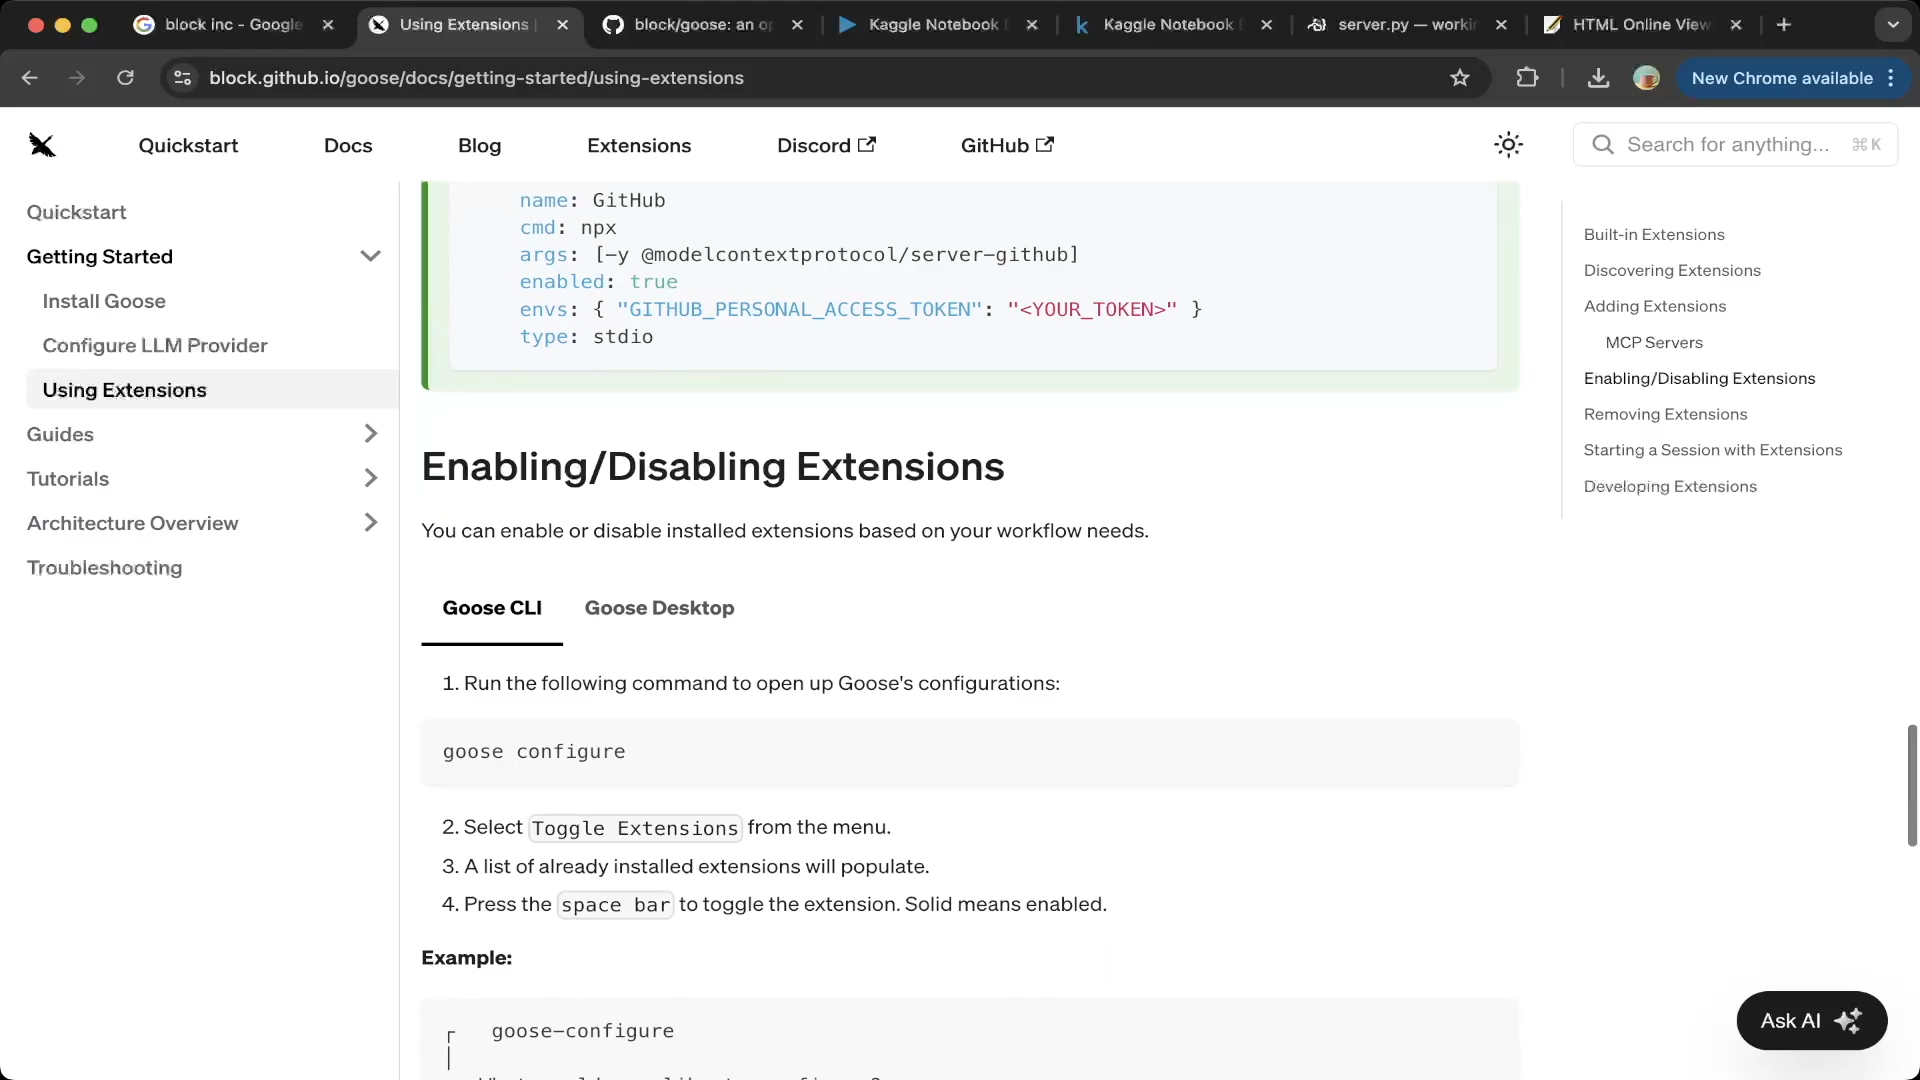 block inc - Google
Using Extensions
block/goose: an op
Kaggle Notebook
Kaggle Notebook
server.py — workin
HTML Online View
block.github.io/goose/docs/getting-started/using-extensions
New Chrome available
Quickstart
Docs
Blog
Extensions
Discord
GitHub
Search for anything... ⌘K
Quickstart
Getting Started
Install Goose
Configure LLM Provider
Using Extensions
Guides
Tutorials
Architecture Overview
Troubleshooting
name: GitHub
cmd: npx
args: [-y @modelcontextprotocol/server-github]
enabled: true
envs: { "GITHUB_PERSONAL_ACCESS_TOKEN": "<YOUR_TOKEN>" }
type: stdio
Enabling/Disabling Extensions
You can enable or disable installed extensions based on your workflow needs.
Goose CLI
Goose Desktop
1. Run the following command to open up Goose's configurations:
goose configure
2. Select Toggle Extensions from the menu.
3. A list of already installed extensions will populate.
4. Press the space bar to toggle the extension. Solid means enabled.
Example:
goose-configure
Built-in Extensions
Discovering Extensions
Adding Extensions
MCP Servers
Enabling/Disabling Extensions
Removing Extensions
Starting a Session with Extensions
Developing Extensions
Ask AI